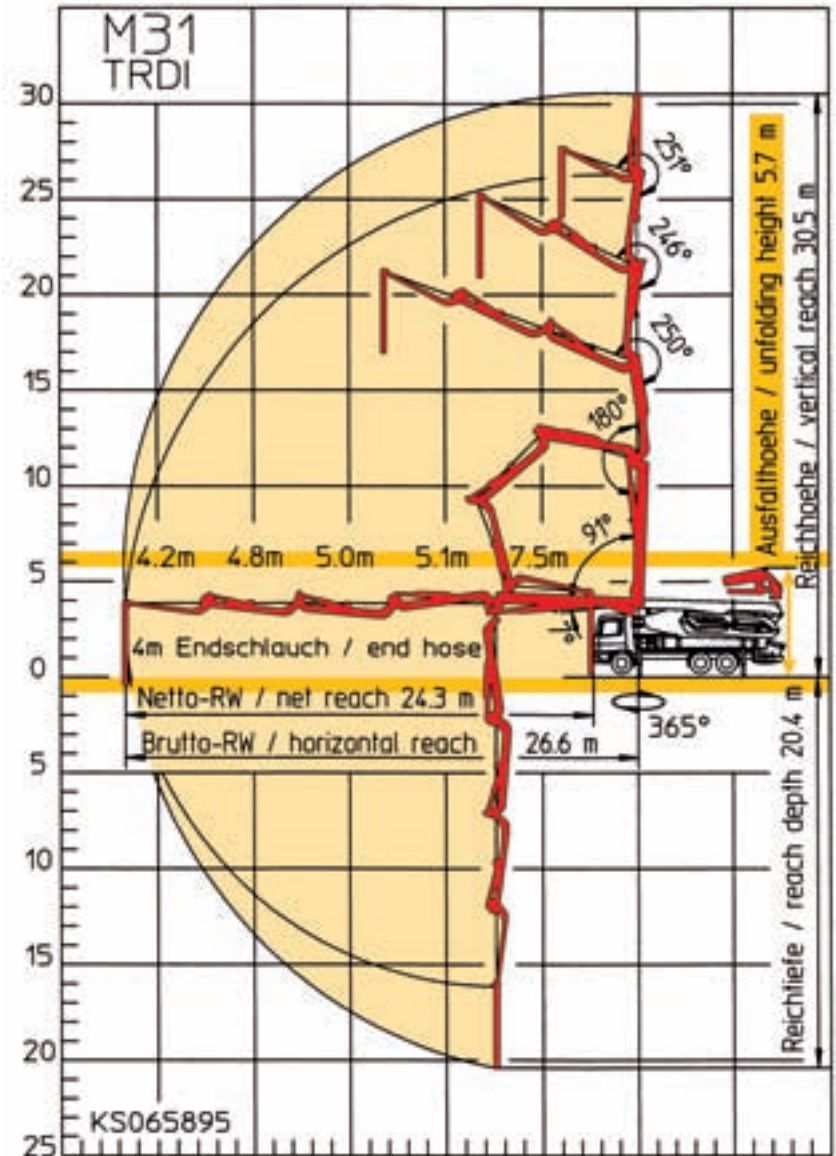 M31
TRDI
30
25
20
15
10
5
0
5
10
15
20
25
251°
246°
250°
180°
91°
4.2m 4.8m 5.0m 5.1m 7.5m
4m Endschlauch / end hose
Netto-RW / net reach 24.3 m
Brutto-RW / horizontal reach 26.6 m
365°
Ausfalthoehe / unfolding height 5.7 m
Reichhoehe / vertical reach 30.5 m
Reichtiefe / reach depth 20.4 m
KS065895